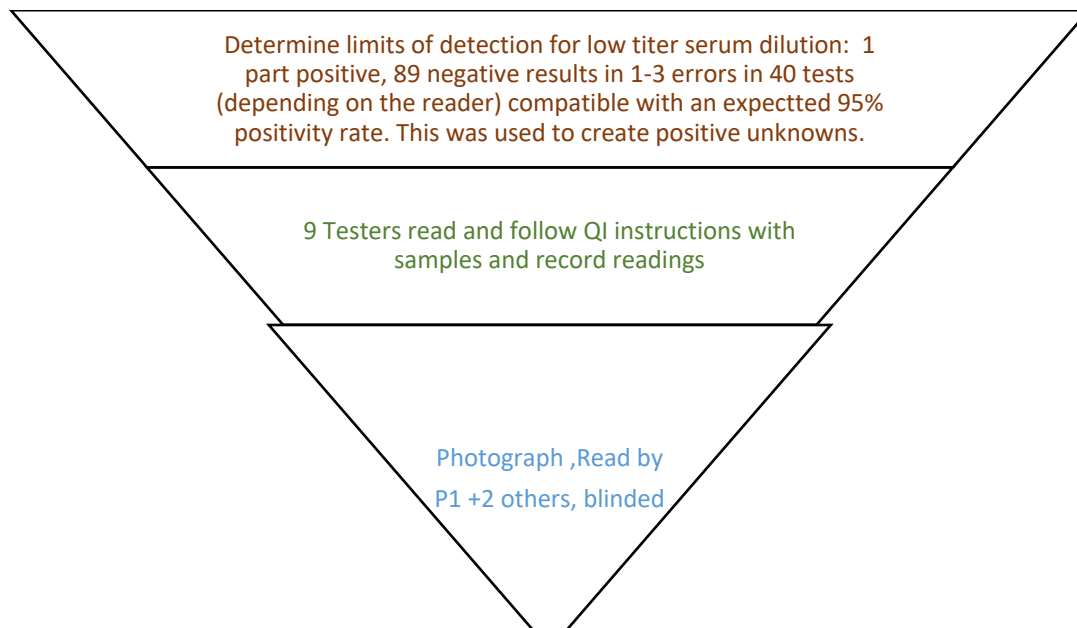 Determine limits of detection for low titer serum dilution: 1
part positive, 89 negative results in 1-3 errors in 40 tests
(depending on the reader) compatible with an expectted 95%
positivity rate. This was used to create positive unknowns.
9 Testers read and follow QI instructions with
samples and record readings
Photograph ,Read by
P1 +2 others, blinded